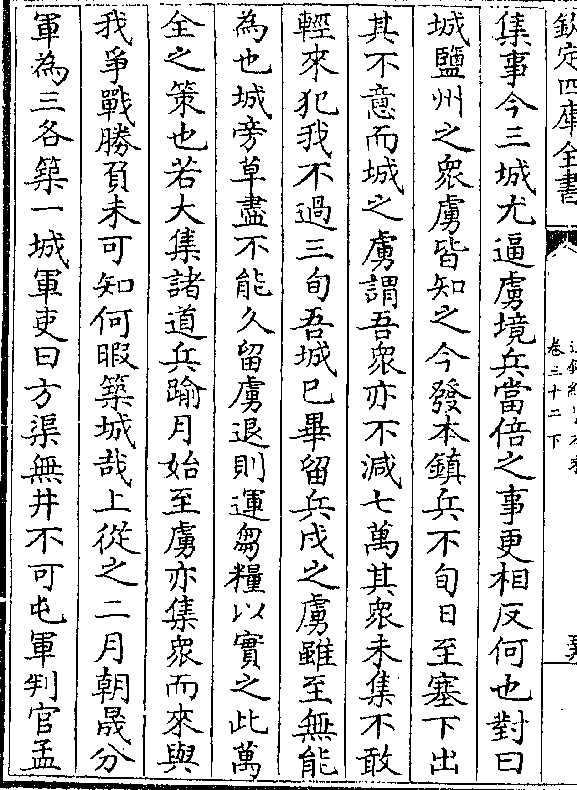 欽定四庫全書
卷三十二下
集事今三城尤逼虜境兵當倍之事更相反何也對曰
城鹽州之衆虜皆知之今發本鎮兵不旬日至塞下出
其不意而城之虜謂吾衆亦不減七萬其衆未集不敢
輕來犯我不過三旬吾城已畢留兵戍之虜雖至無能
為也城旁草盡不能久留虜退則運芻糧以實之此萬
全之策也若大集諸道兵踰月始至虜亦集衆而來與
我爭戰勝負未可知何暇築城哉上從之二月朝晟分
軍為三各築一城軍吏曰方渠無井不可屯軍判官孟